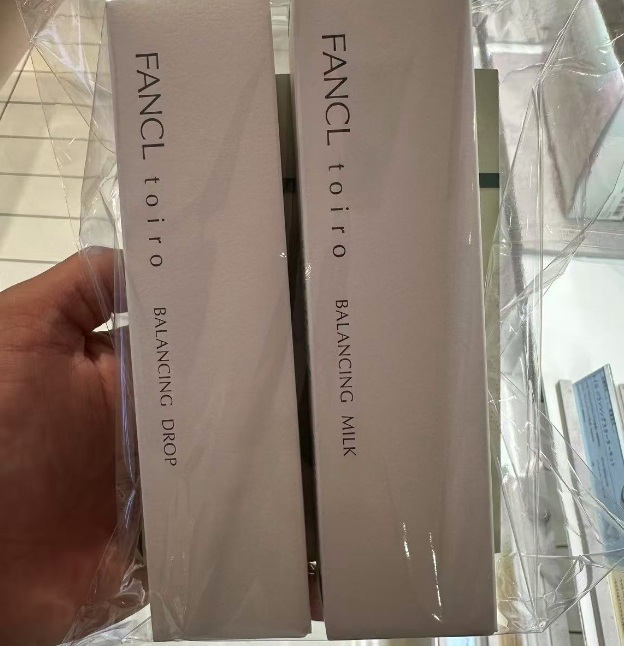 FANCL toiro BALANCING DROP
FANCL toiro BALANCING MILK